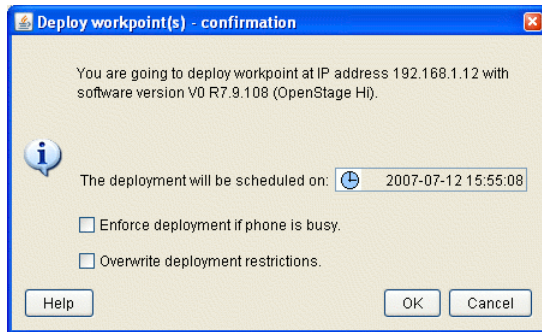 Deploy workpoint(s) - confirmation
You are going to deploy workpoint at IP address 192.168.1.12 with
software version V0 R7.9.108 (OpenStage Hi).
The deployment will be scheduled on: 2007-07-12 15:55:08
Enforce deployment if phone is busy.
Overwrite deployment restrictions.
Help OK Cancel